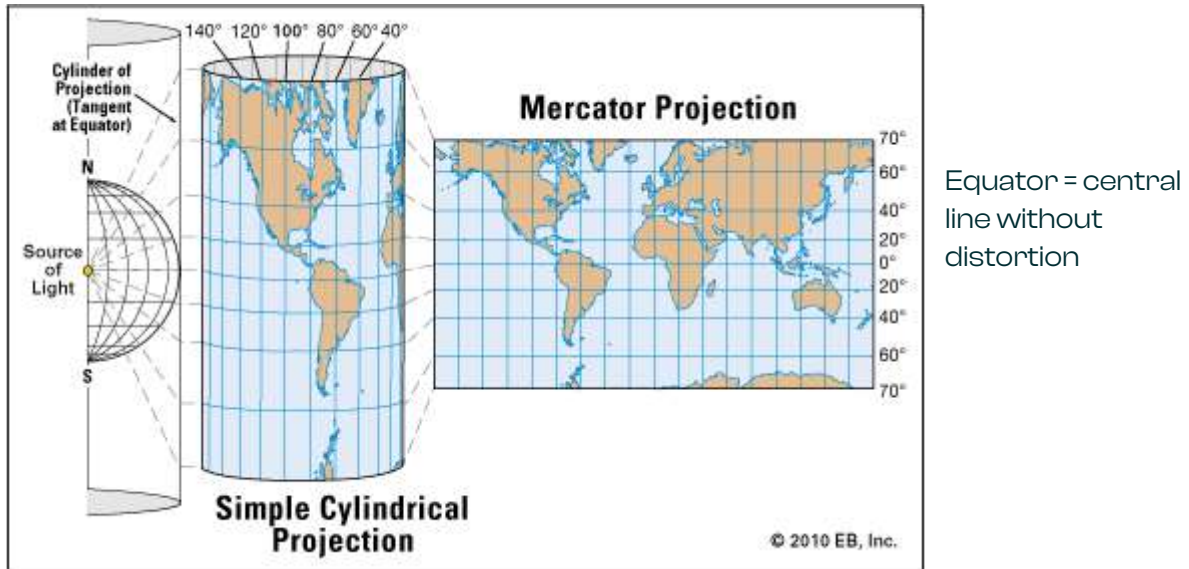 140° 120° 100° 80° 60° 40°
Cylinder of
Projection
(Tangent
at Equator)
N
Source
of
Light
S
Simple Cylindrical
Projection
Mercator Projection
70°
60°
40°
20°
0°
20°
40°
60°
70°
© 2010 EB, Inc.
Equator = central
line without
distortion